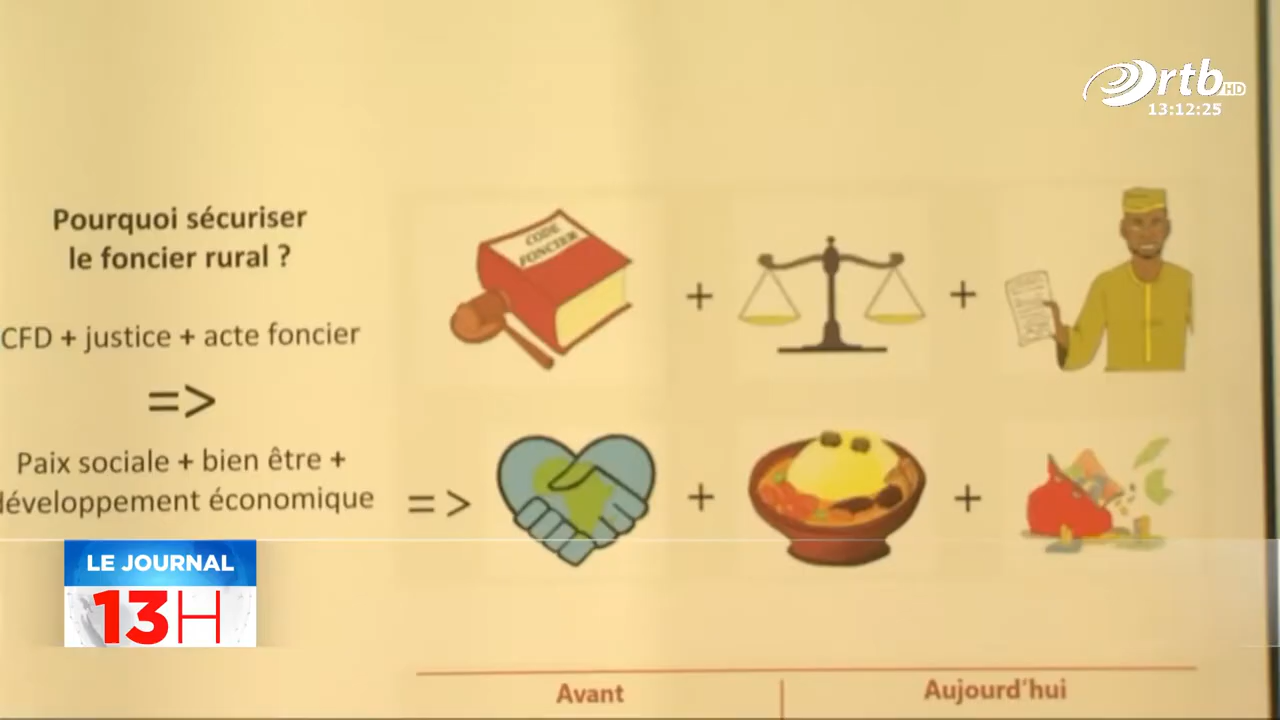 rtb HD
13:12:25
Pourquoi sécuriser
le foncier rural ?
CFD + justice + acte foncier
=>
Paix sociale + bien être +
développement économique
CODE
FONCIER
+ +
=> + +
LE JOURNAL
13H
Avant
Aujourd'hui